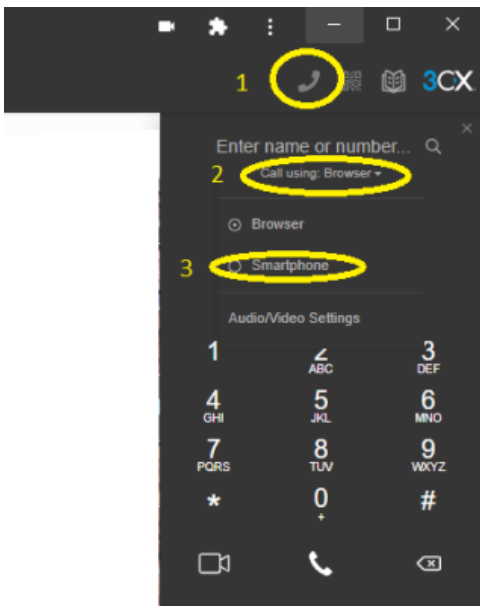 1
3CX
Enter name or number...
2 Call using: Browser
Browser
3 Smartphone
Audio/Video Settings
1 2 3
ABC DEF
4 5 6
GHI JKL MNO
7 8 9
PQRS TUV WXYZ
* 0 #
+